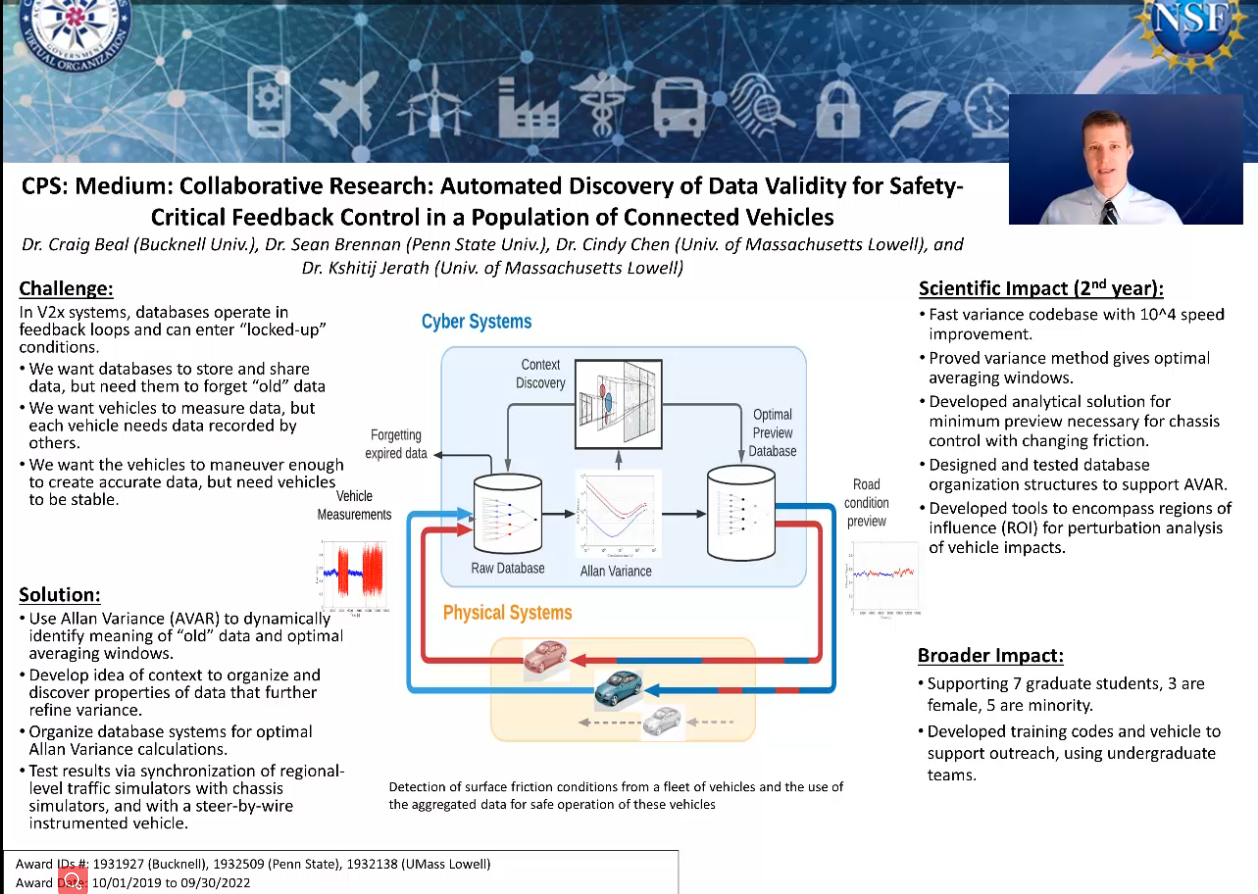 VIRTUAL ORGANIZATION
GOVERNMENT
NSF
CPS: Medium: Collaborative Research: Automated Discovery of Data Validity for Safety-
Critical Feedback Control in a Population of Connected Vehicles
Dr. Craig Beal (Bucknell Univ.), Dr. Sean Brennan (Penn State Univ.), Dr. Cindy Chen (Univ. of Massachusetts Lowell), and
Dr. Kshitij Jerath (Univ. of Massachusetts Lowell)
Challenge:
In V2x systems, databases operate in
feedback loops and can enter “locked-up”
conditions.
• We want databases to store and share
data, but need them to forget “old” data
• We want vehicles to measure data, but
each vehicle needs data recorded by
others.
• We want the vehicles to maneuver enough
to create accurate data, but need vehicles
to be stable.
Solution:
• Use Allan Variance (AVAR) to dynamically
identify meaning of “old” data and optimal
averaging windows.
• Develop idea of context to organize and
discover properties of data that further
refine variance.
• Organize database systems for optimal
Allan Variance calculations.
• Test results via synchronization of regional-
level traffic simulators with chassis
simulators, and with a steer-by-wire
instrumented vehicle.
Cyber Systems
Context
Discovery
Optimal
Preview
Database
Forgetting
expired data
Vehicle
Measurements
Road
condition
preview
Raw Database
Allan Variance
Physical Systems
Detection of surface friction conditions from a fleet of vehicles and the use of
the aggregated data for safe operation of these vehicles
Scientific Impact (2nd year):
• Fast variance codebase with 10^4 speed
improvement.
• Proved variance method gives optimal
averaging windows.
• Developed analytical solution for
minimum preview necessary for chassis
control with changing friction.
• Designed and tested database
organization structures to support AVAR.
• Developed tools to encompass regions of
influence (ROI) for perturbation analysis
of vehicle impacts.
Broader Impact:
• Supporting 7 graduate students, 3 are
female, 5 are minority.
• Developed training codes and vehicle to
support outreach, using undergraduate
teams.
Award IDs #: 1931927 (Bucknell), 1932509 (Penn State), 1932138 (UMass Lowell)
Award Date: 10/01/2019 to 09/30/2022